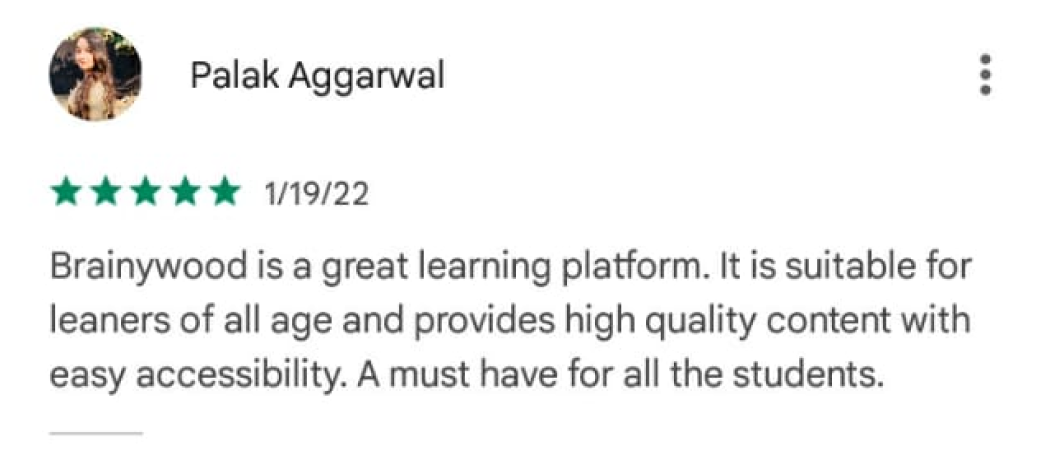 Palak Aggarwal
1/19/22
Brainywood is a great learning platform. It is suitable for
leaners of all age and provides high quality content with
easy accessibility. A must have for all the students.